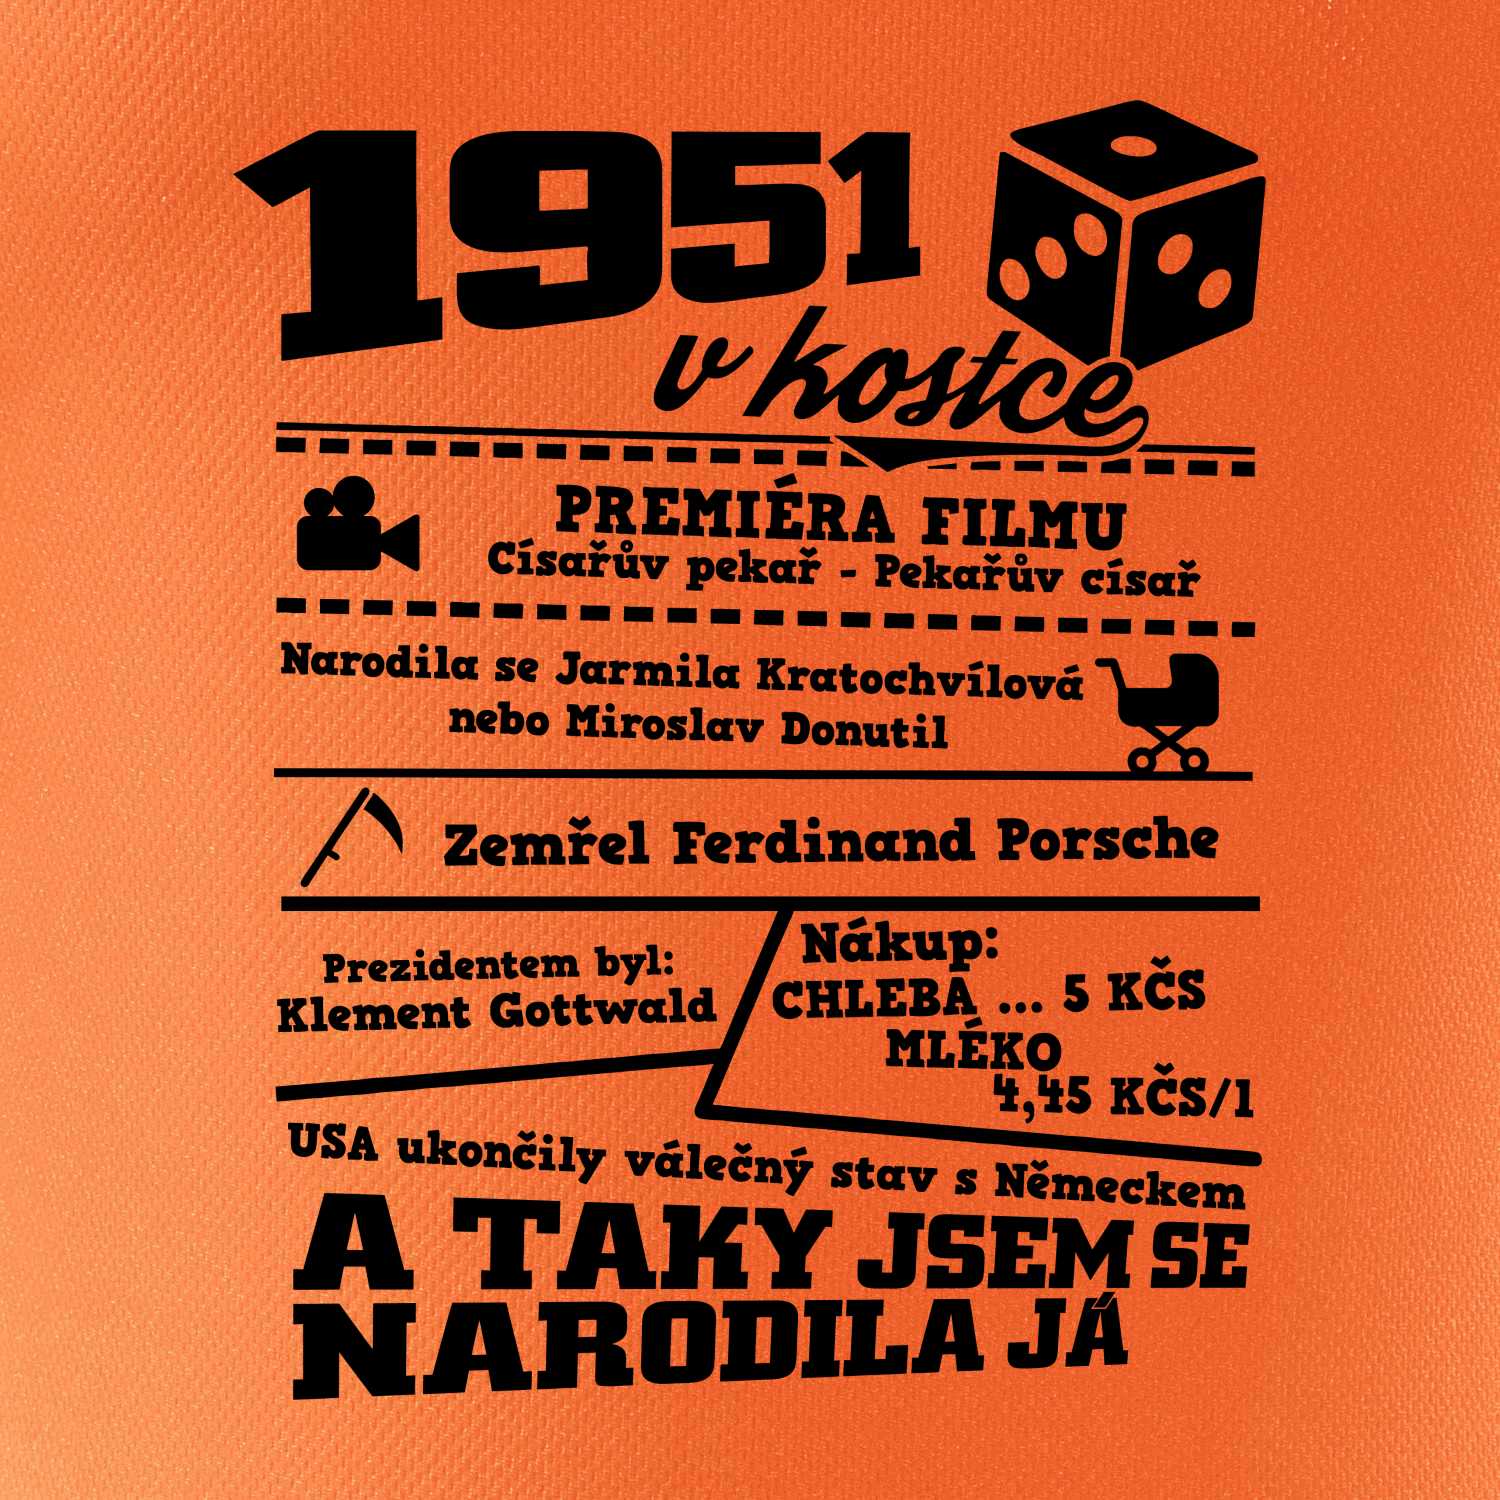 1951
v kostce
PREMIÉRA FILMU
Císařův pekař - Pekařův císař
Narodila se Jarmila Kratochvílová
nebo Miroslav Donutil
Zemřel Ferdinand Porsche
Prezidentem byl:
Klement Gottwald
Nákup:
CHLEBA ... 5 KČS
MLÉKO
4,45 KČS/l
USA ukončily válečný stav s Německem
A TAKY JSEM SE
NARODILA JÁ